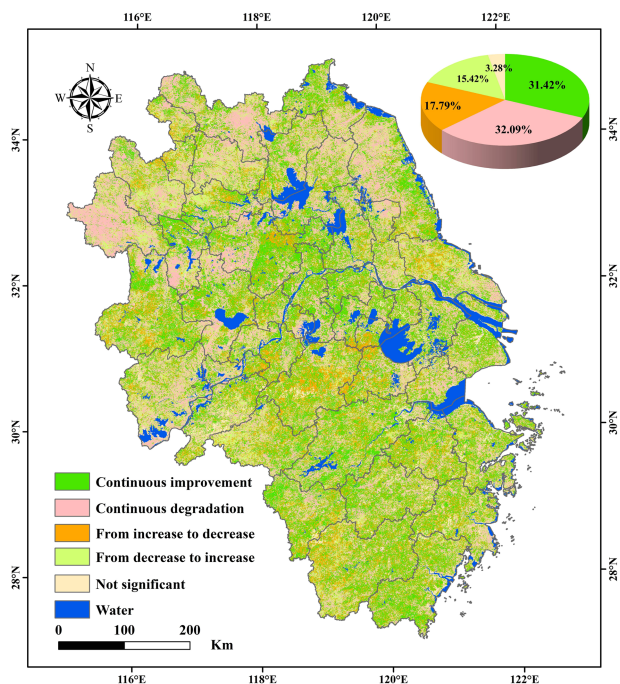 116°E 118°E 120°E 122°E
N
W E
S
3.28%
15.42%
31.42%
17.79%
32.09%
34°N 34°N
32°N 32°N
30°N 30°N
28°N 28°N
Continuous improvement
Continuous degradation
From increase to decrease
From decrease to increase
Not significant
Water
0 100 200
Km
116°E 118°E 120°E 122°E